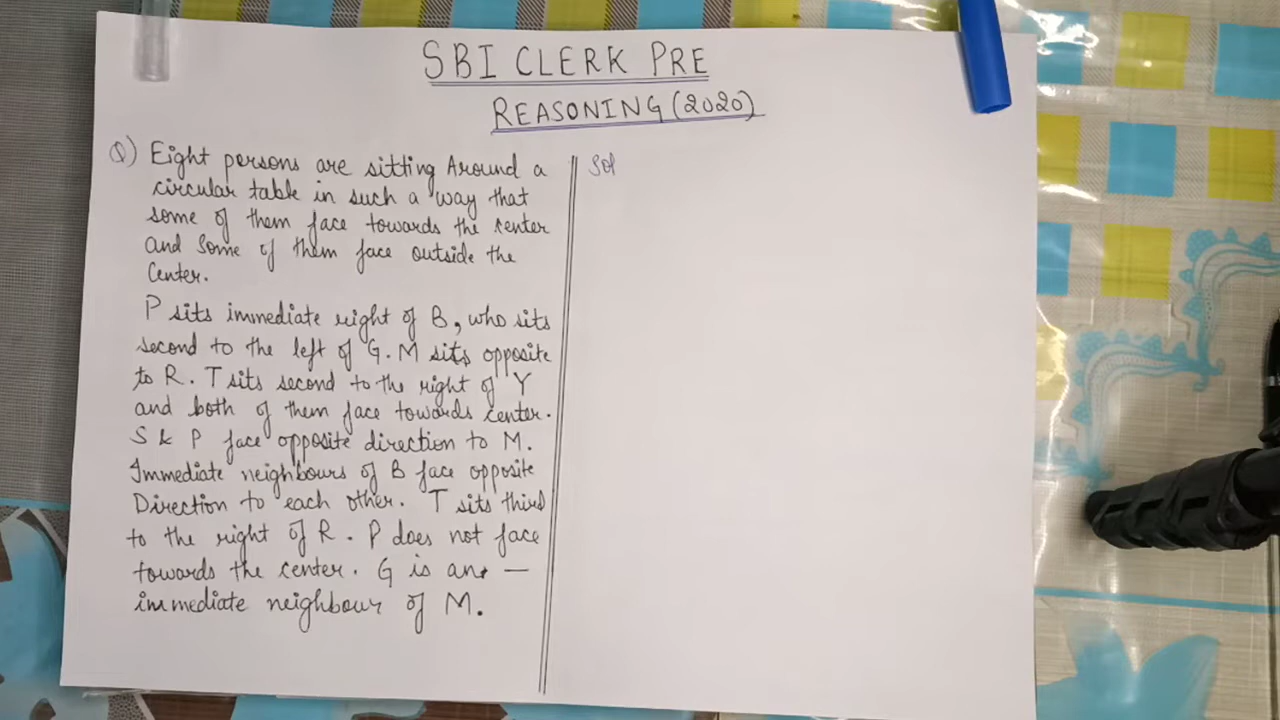 SBI CLERK PRE
REASONING (2020)
Q) Eight persons are sitting Around a
circular table in such a way that
some of them face towards the center
and some of them face outside the
Center.
P sits immediate right of B, who sits
second to the left of G. M sits opposite
to R. T sits second to the right of Y
and both of them face towards center.
S & P face opposite direction to M.
Immediate neighbours of B face opposite
Direction to each other. T sits third
to the right of R. P does not face
towards the center. G is an —
immediate neighbour of M.
Sol